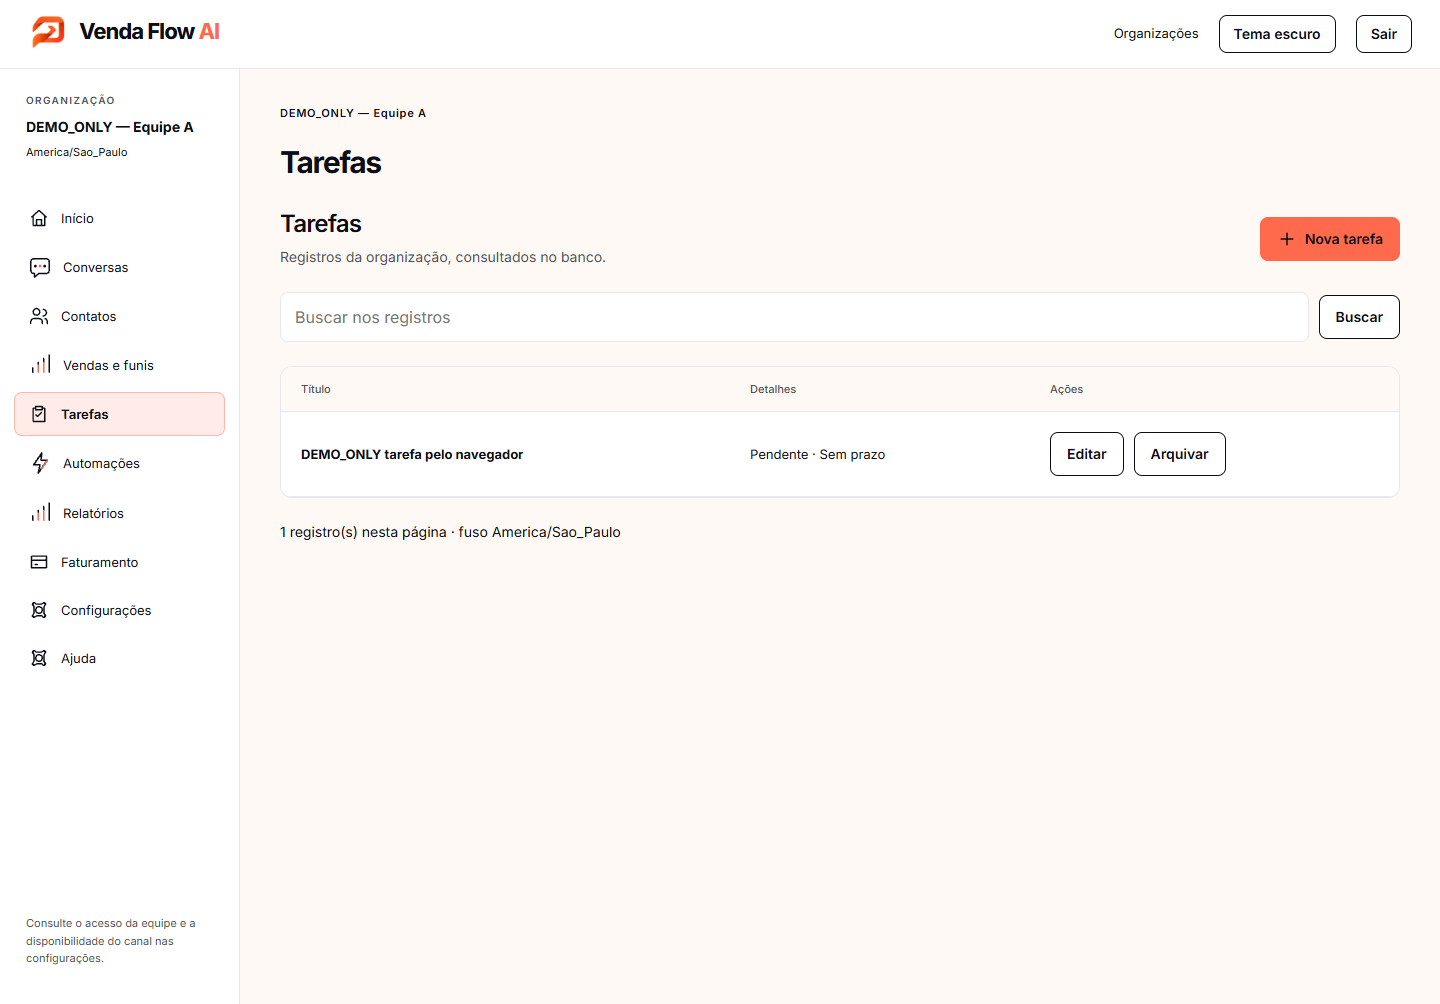 Venda Flow AI
Organizações
Tema escuro
Sair
ORGANIZAÇÃO
DEMO_ONLY — Equipe A
America/Sao_Paulo
Início
Conversas
Contatos
Vendas e funis
Tarefas
Automações
Relatórios
Faturamento
Configurações
Ajuda
Consulte o acesso da equipe e a
disponibilidade do canal nas
configurações.
DEMO_ONLY — Equipe A
Tarefas
Tarefas
Registros da organização, consultados no banco.
Nova tarefa
Buscar nos registros
Buscar
Título Detalhes Ações
DEMO_ONLY tarefa pelo navegador Pendente · Sem prazo Editar Arquivar
1 registro(s) nesta página · fuso America/Sao_Paulo